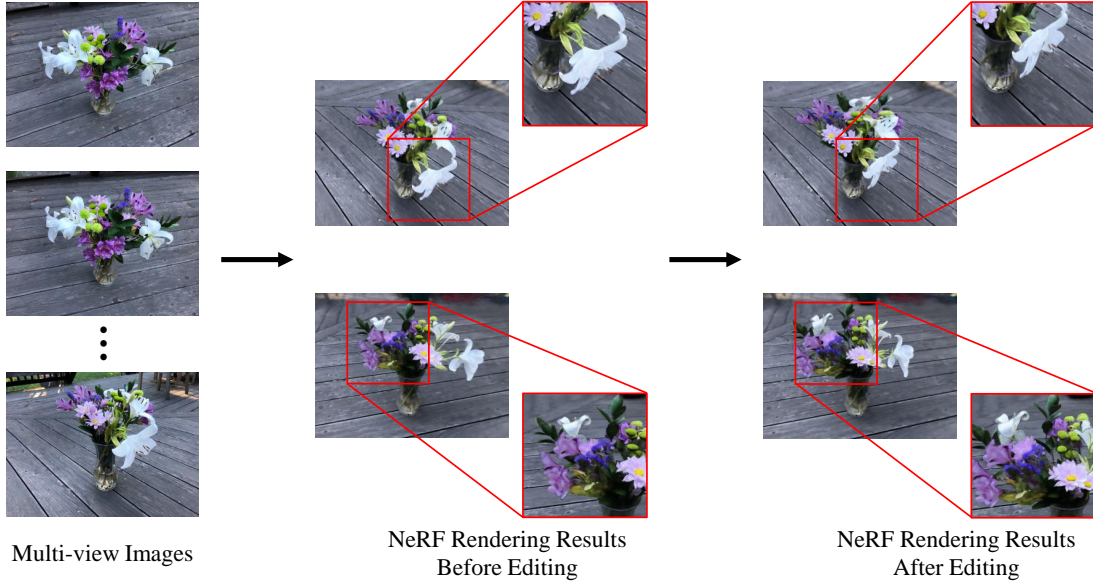 Multi-view Images
NeRF Rendering Results
Before Editing
NeRF Rendering Results
After Editing